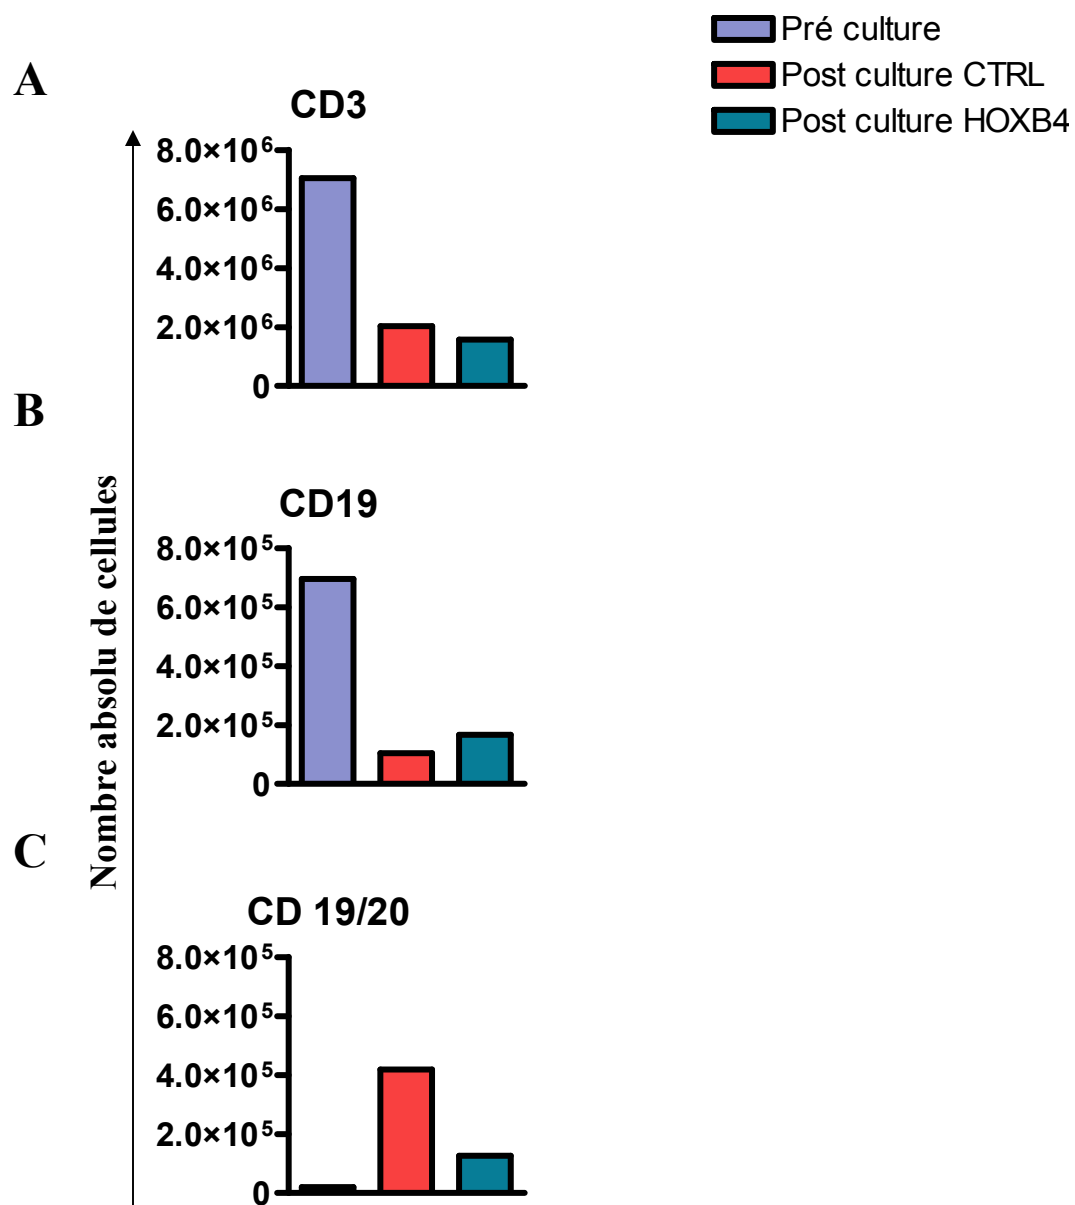 Pré culture
Post culture CTRL
Post culture HOXB4
A
CD3
8.0×10⁶
6.0×10⁶
4.0×10⁶
2.0×10⁶
0
B
Nombre absolu de cellules
CD19
8.0×10⁵
6.0×10⁵
4.0×10⁵
2.0×10⁵
0
C
CD 19/20
8.0×10⁵
6.0×10⁵
4.0×10⁵
2.0×10⁵
0